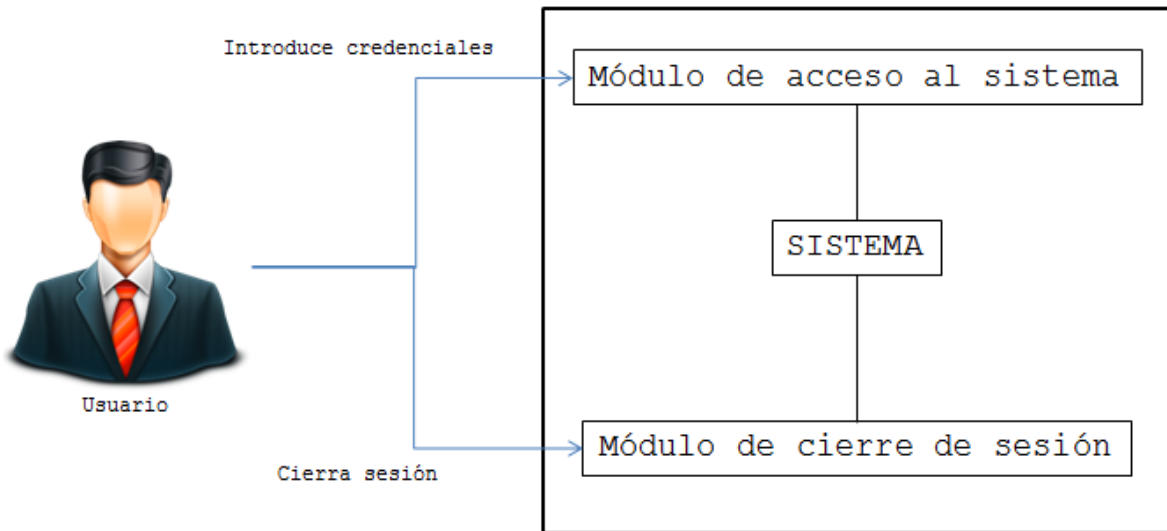 Introduce credenciales
Módulo de acceso al sistema
SISTEMA
Usuario
Módulo de cierre de sesión
Cierra sesión